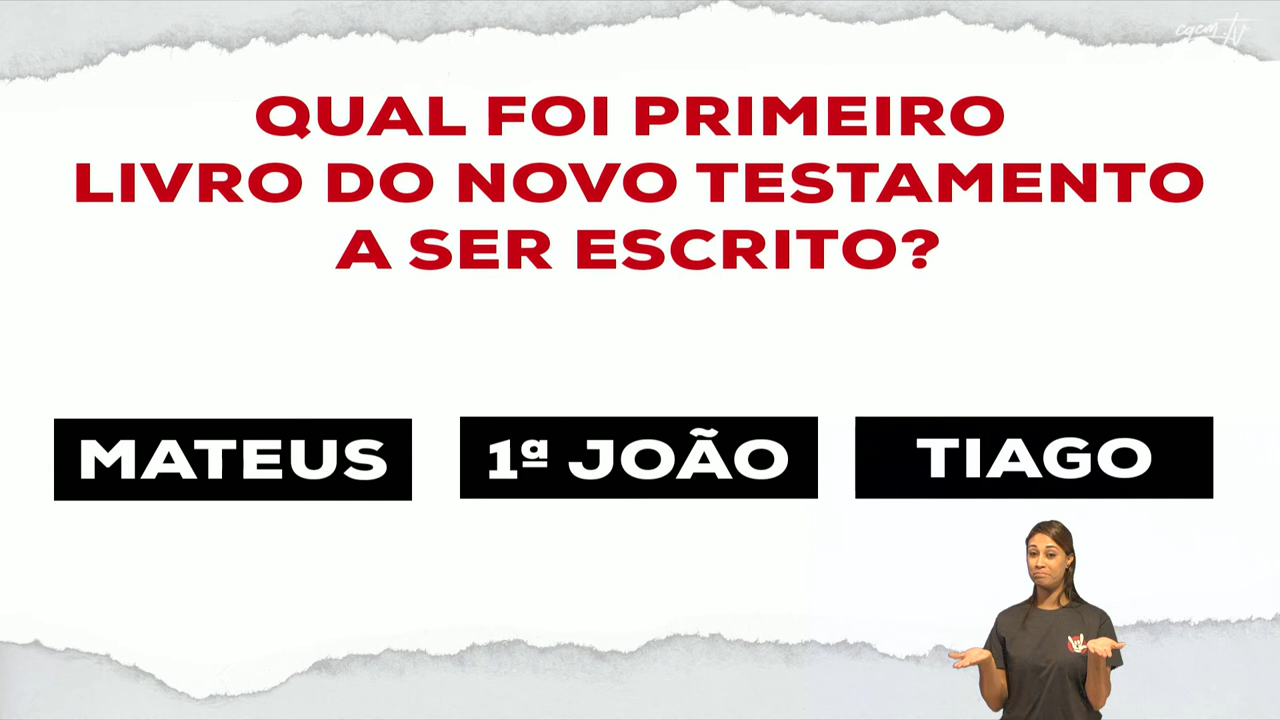 QUAL FOI PRIMEIRO
LIVRO DO NOVO TESTAMENTO
A SER ESCRITO?
MATEUS
1ª JOÃO
TIAGO